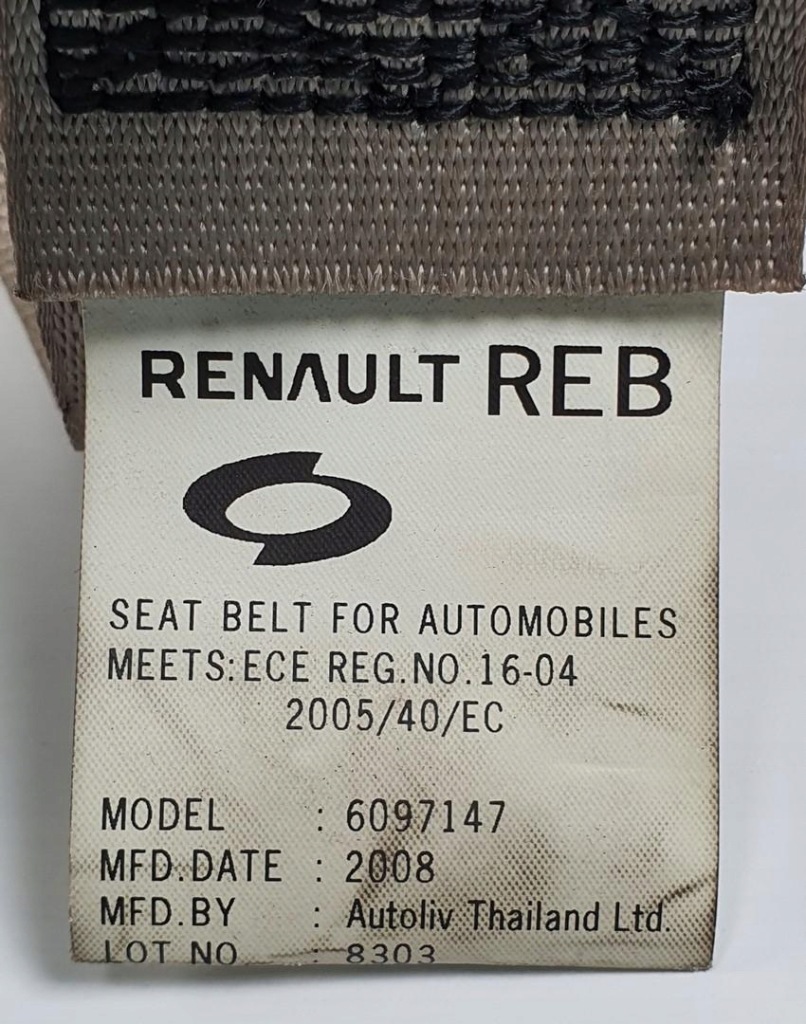 RENAULT REB
SEAT BELT FOR AUTOMOBILES
MEETS:ECE REG.NO.16-04
2005/40/EC
MODEL : 6097147
MFD.DATE : 2008
MFD.BY : Autoliv Thailand Ltd.
LOT NO : 8303